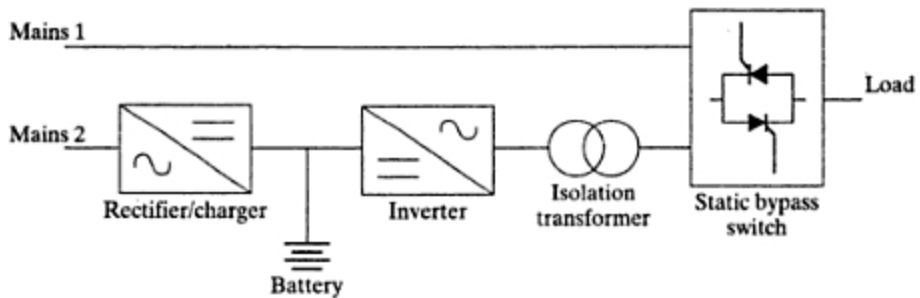 Mains 1
Load
Mains 2
Rectifier/charger
Inverter
Isolation
transformer
Static bypass
switch
Battery